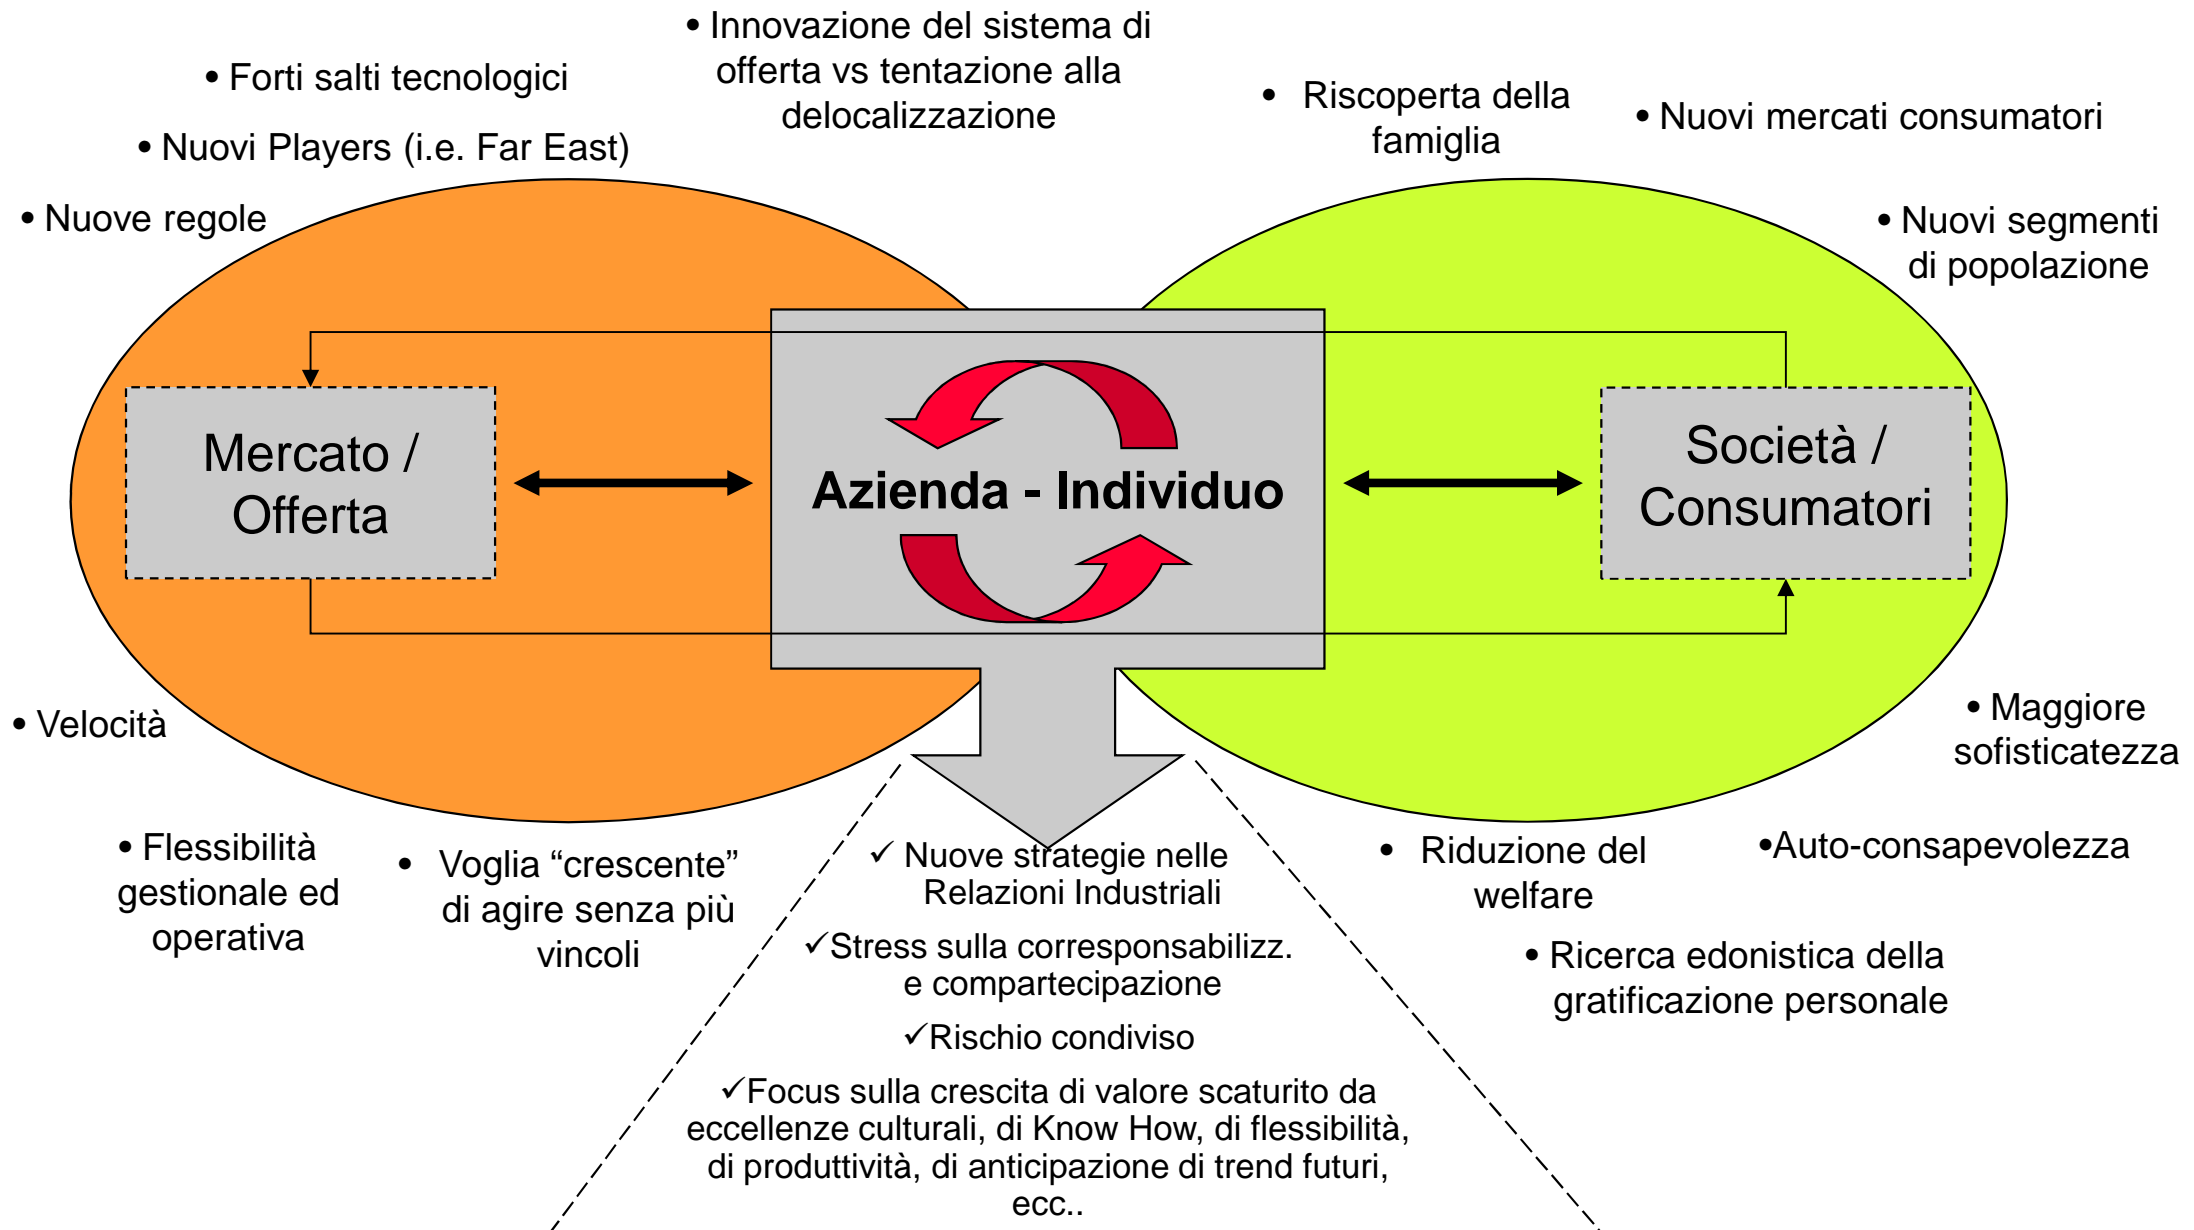 • Innovazione del sistema di
offerta vs tentazione alla
delocalizzazione
• Forti salti tecnologici
• Nuovi Players (i.e. Far East)
• Nuove regole
• Riscoperta della
famiglia
• Nuovi mercati consumatori
• Nuovi segmenti
di popolazione
Mercato /
Offerta
Azienda - Individuo
Società /
Consumatori
• Velocità
• Flessibilità
gestionale ed
operativa
• Voglia “crescente”
di agire senza più
vincoli
• Maggiore
sofisticatezza
•Auto-consapevolezza
• Riduzione del
welfare
• Ricerca edonistica della
gratificazione personale
✓ Nuove strategie nelle
Relazioni Industriali
✓Stress sulla corresponsabilizz.
e compartecipazione
✓Rischio condiviso
✓Focus sulla crescita di valore scaturito da
eccellenze culturali, di Know How, di flessibilità,
di produttività, di anticipazione di trend futuri,
ecc..